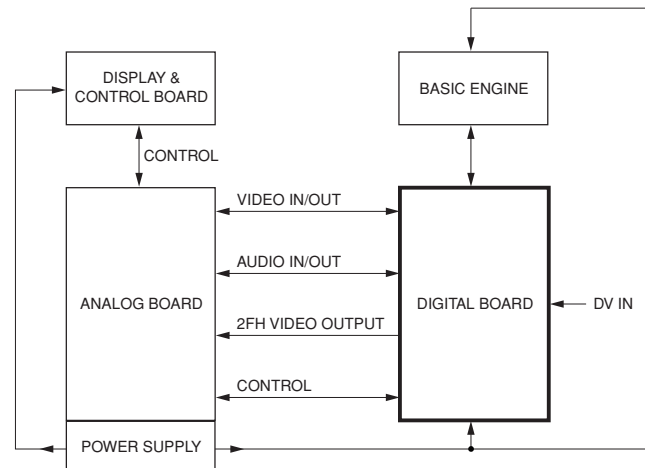 DISPLAY &
CONTROL BOARD
BASIC ENGINE
CONTROL
VIDEO IN/OUT
AUDIO IN/OUT
ANALOG BOARD
DIGITAL BOARD
DV IN
2FH VIDEO OUTPUT
CONTROL
POWER SUPPLY